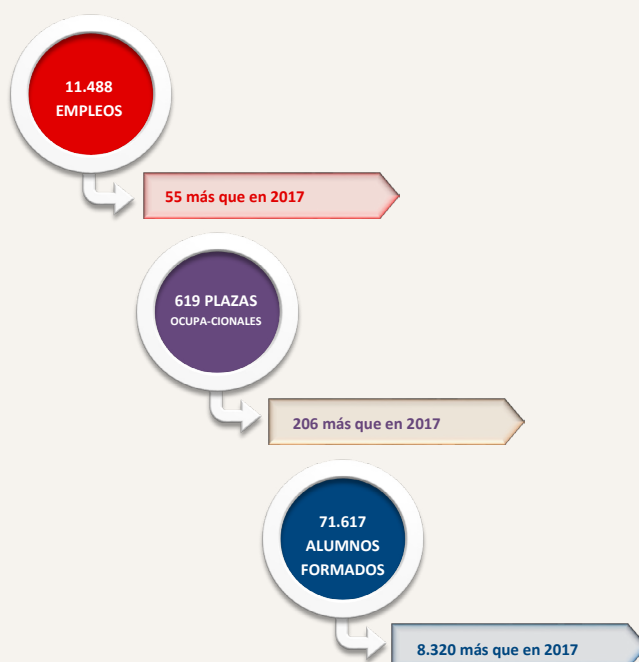 11.488
EMPLEOS
55 más que en 2017
619 PLAZAS
OCUPA-CIONALES
206 más que en 2017
71.617
ALUMNOS
FORMADOS
8.320 más que en 2017